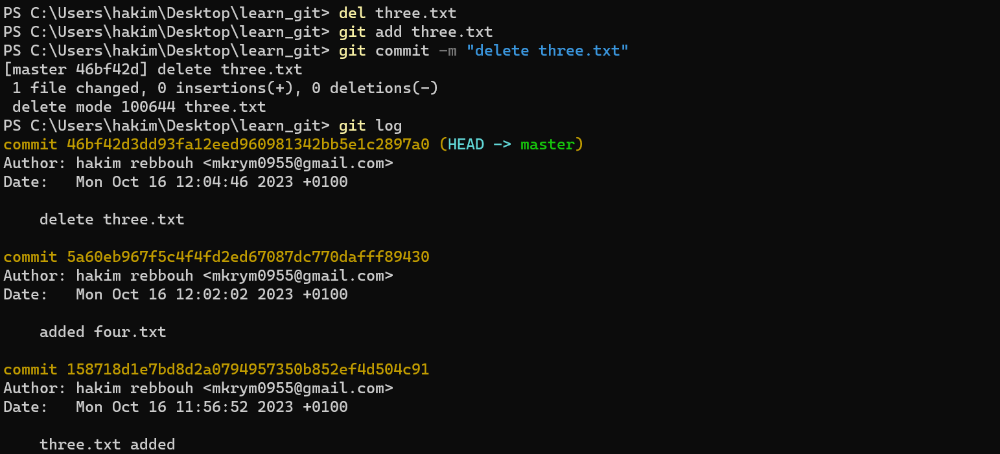 PS C:\Users\hakim\Desktop\learn_git> del three.txt
PS C:\Users\hakim\Desktop\learn_git> git add three.txt
PS C:\Users\hakim\Desktop\learn_git> git commit -m "delete three.txt"
[master 46bf42d] delete three.txt
 1 file changed, 0 insertions(+), 0 deletions(-)
 delete mode 100644 three.txt
PS C:\Users\hakim\Desktop\learn_git> git log
commit 46bf42d3dd93fa12eed960981342bb5e1c2897a0 (HEAD -> master)
Author: hakim rebbouh <mkrym0955@gmail.com>
Date:   Mon Oct 16 12:04:46 2023 +0100

    delete three.txt

commit 5a60eb967f5c4f4fd2ed67087dc770dafff89430
Author: hakim rebbouh <mkrym0955@gmail.com>
Date:   Mon Oct 16 12:02:02 2023 +0100

    added four.txt

commit 158718d1e7bd8d2a0794957350b852ef4d504c91
Author: hakim rebbouh <mkrym0955@gmail.com>
Date:   Mon Oct 16 11:56:52 2023 +0100

    three.txt added